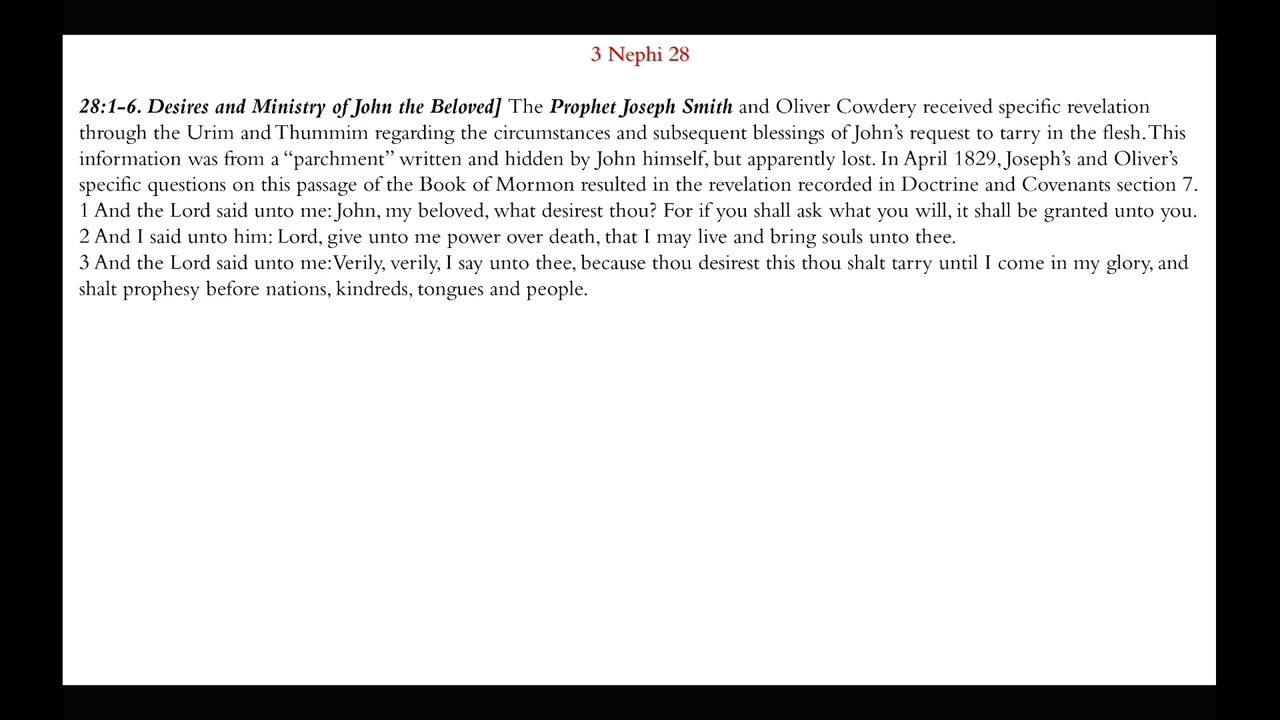 3 Nephi 28
28:1-6. Desires and Ministry of John the Beloved] The Prophet Joseph Smith and Oliver Cowdery received specific revelation
through the Urim and Thummim regarding the circumstances and subsequent blessings of John's request to tarry in the flesh. This
information was from a “parchment” written and hidden by John himself, but apparently lost. In April 1829, Joseph's and Oliver's
specific questions on this passage of the Book of Mormon resulted in the revelation recorded in Doctrine and Covenants section 7.
1 And the Lord said unto me: John, my beloved, what desirest thou? For if you shall ask what you will, it shall be granted unto you.
2 And I said unto him: Lord, give unto me power over death, that I may live and bring souls unto thee.
3 And the Lord said unto me: Verily, verily, I say unto thee, because thou desirest this thou shalt tarry until I come in my glory, and
shalt prophesy before nations, kindreds, tongues and people.